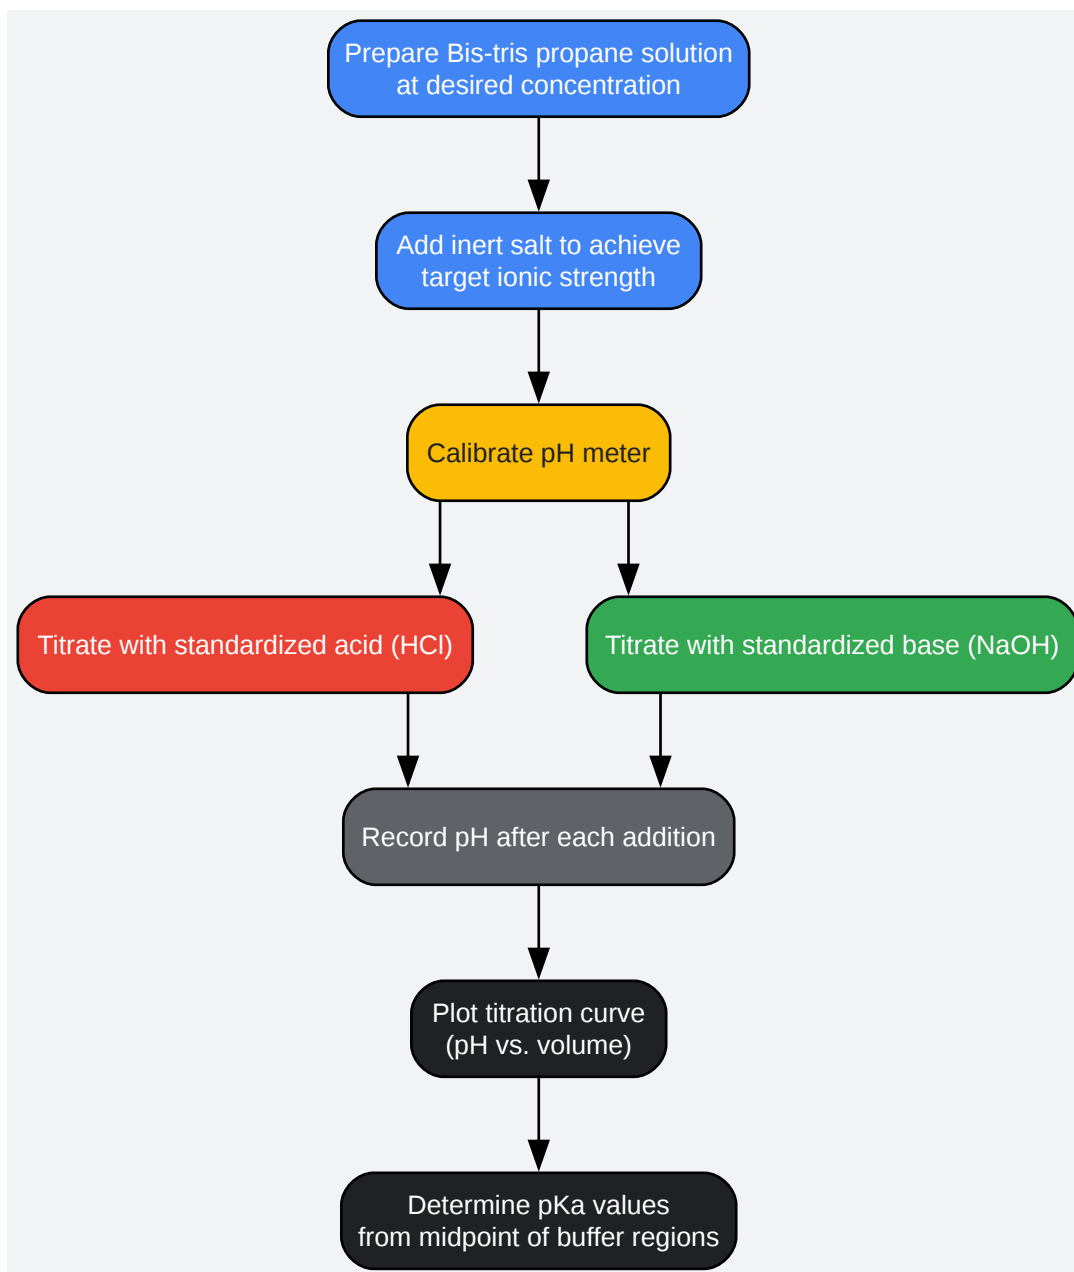 Prepare Bis-tris propane solution
at desired concentration
Add inert salt to achieve
target ionic strength
Calibrate pH meter
Titrate with standardized acid (HCl)
Titrate with standardized base (NaOH)
Record pH after each addition
Plot titration curve
(pH vs. volume)
Determine pKa values
from midpoint of buffer regions